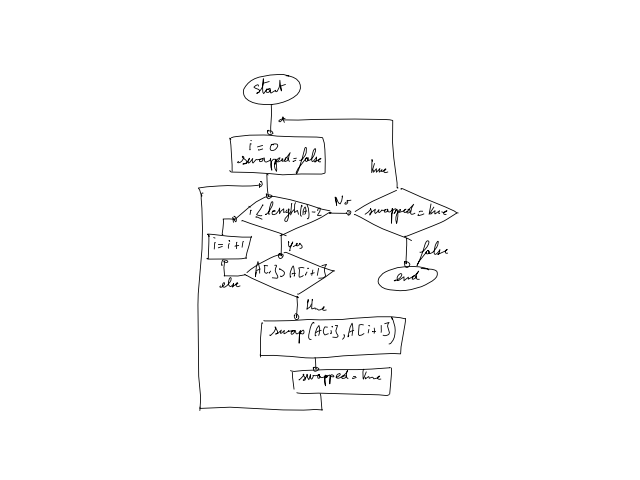 start
i = 0
swapped = false
true
i ≤ length(A) - 2
No
swapped = true
i = i + 1
yes
false
A[i] > A[i+1]
end
else
true
swap (A[i], A[i+1])
swapped = true